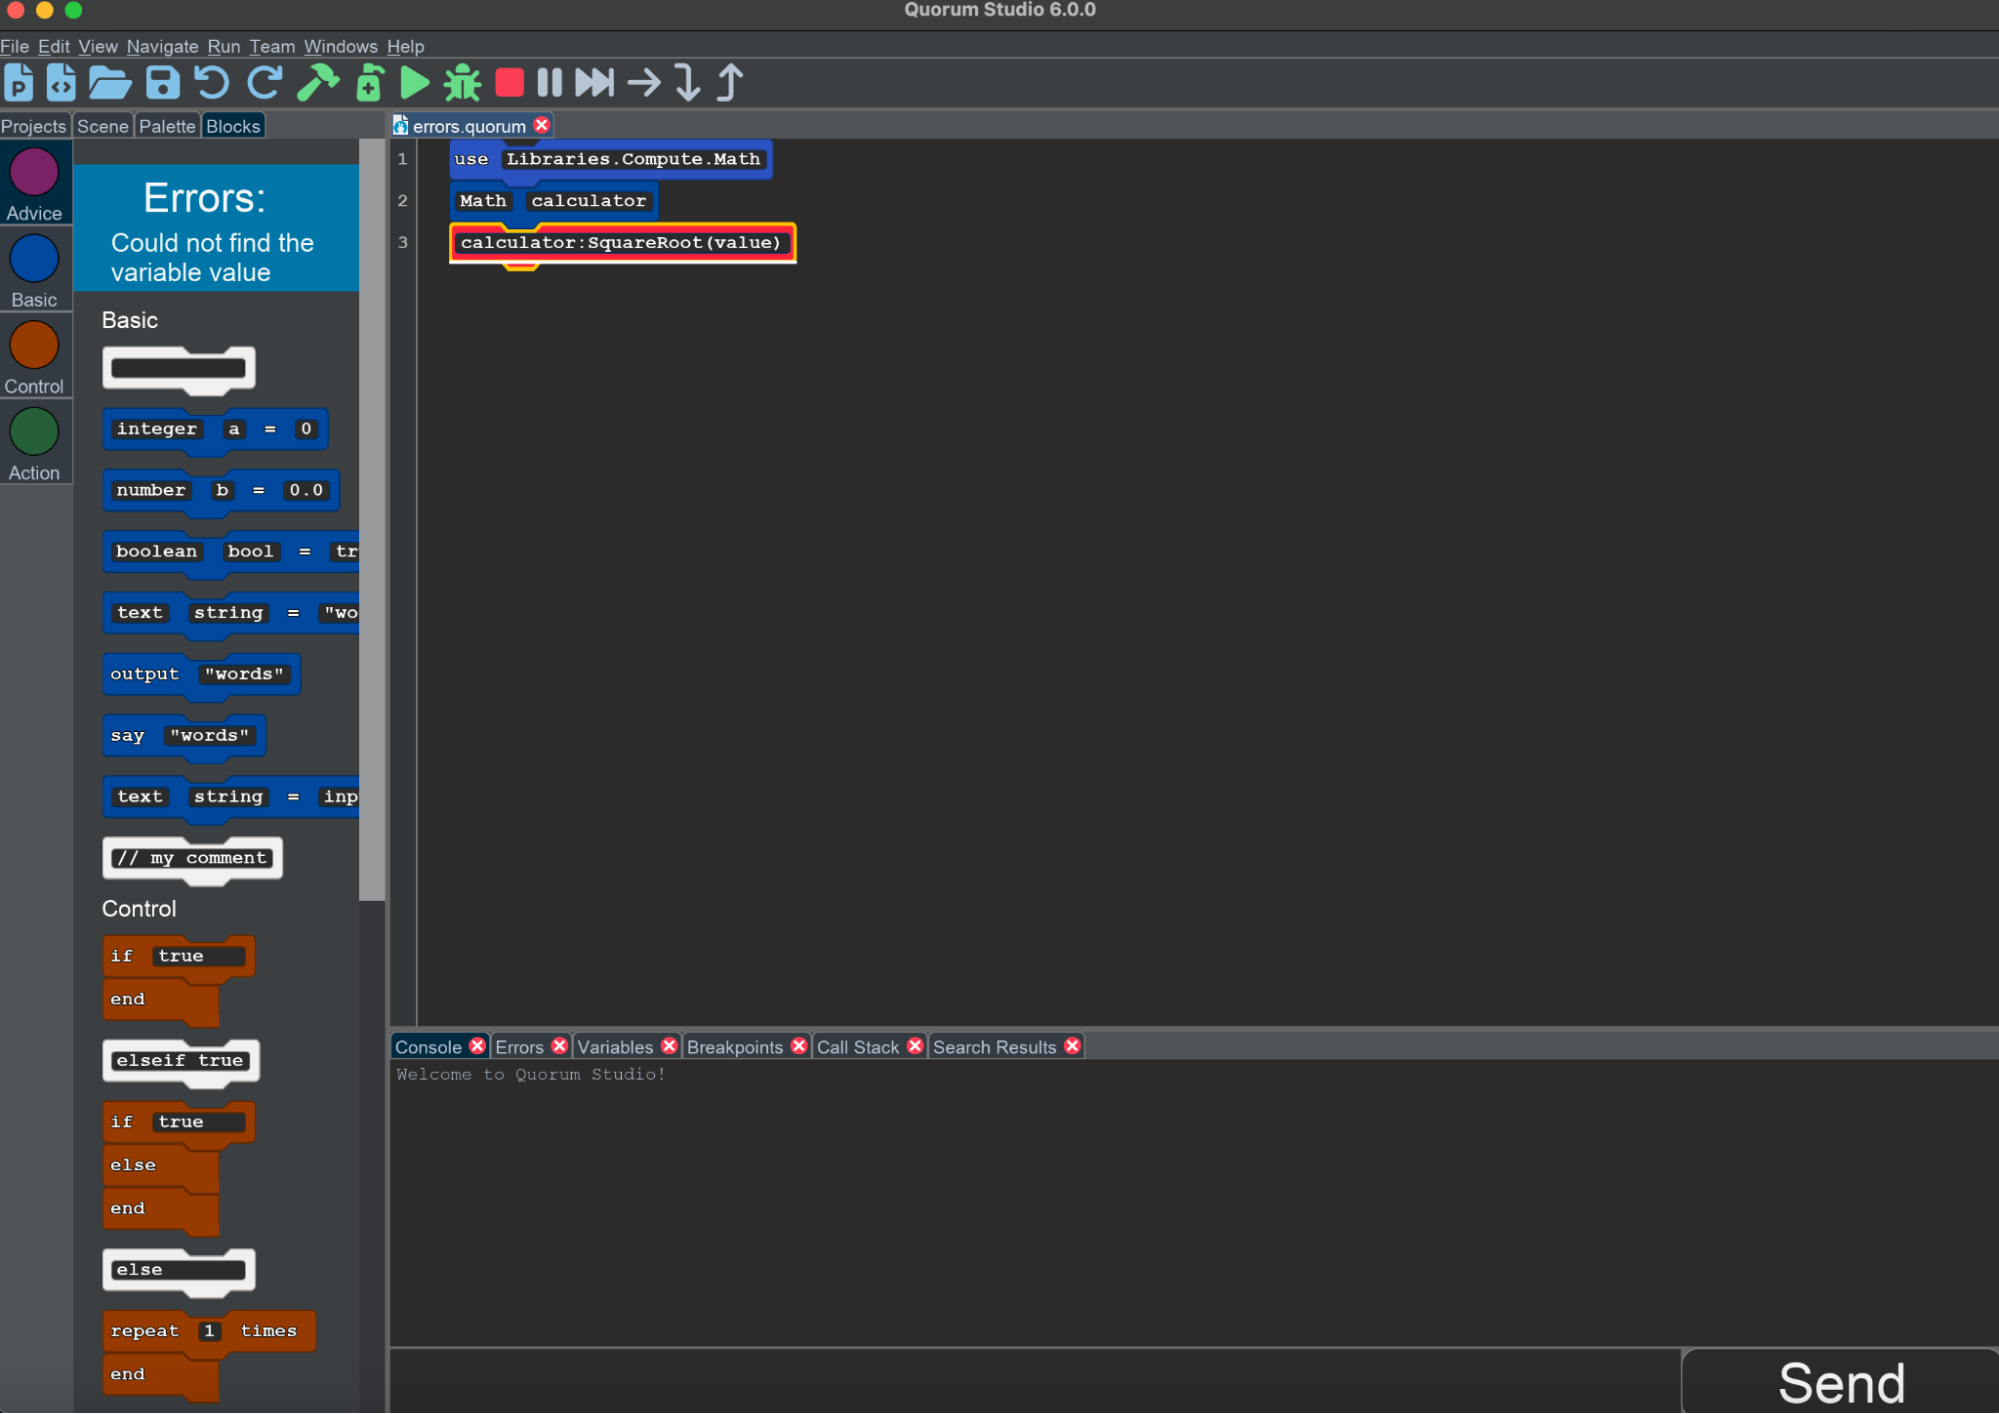 Quorum Studio 6.0.0
File Edit View Navigate Run Team Windows Help
Projects Scene Palette Blocks
errors.quorum
Advice
Basic
Control
Action
Errors:
Could not find the
variable value
Basic
integer a = 0
number b = 0.0
boolean bool = tr
text string = "wo
output "words"
say "words"
text string = inp
// my comment
Control
if true
end
elseif true
if true
else
end
else
repeat 1 times
end
1 use Libraries.Compute.Math
2 Math calculator
3 calculator:SquareRoot(value)
Console Errors Variables Breakpoints Call Stack Search Results
Welcome to Quorum Studio!
Send